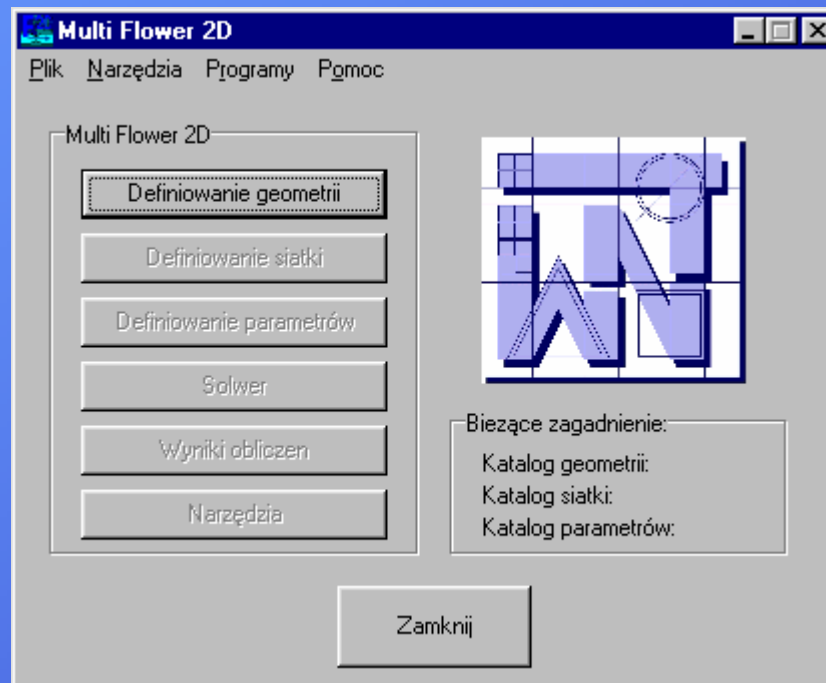 Multi Flower 2D
Plik Narzędzia Programy Pomoc
Multi Flower 2D
Definiowanie geometrii
Definiowanie siatki
Definiowanie parametrów
Solwer
Wyniki obliczen
Narzędzia
Biezące zagadnienie:
Katalog geometrii:
Katalog siatki:
Katalog parametrów:
Zamknij